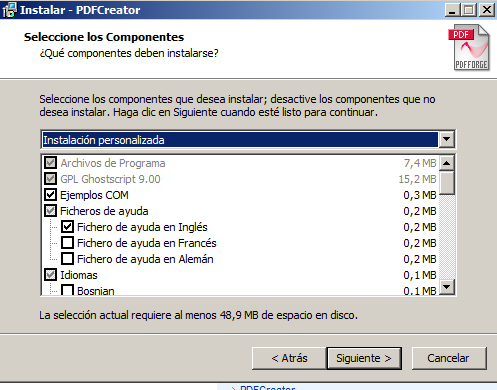 Instalar - PDFCreator
Seleccione los Componentes
¿Qué componentes deben instalarse?
PDF
PDFFORGE
Seleccione los componentes que desea instalar; desactive los componentes que no
desea instalar. Haga clic en Siguiente cuando esté listo para continuar.
Instalación personalizada
Archivos de Programa 7,4 MB
GPL Ghostscript 9.00 15,2 MB
Ejemplos COM 0,3 MB
Ficheros de ayuda 0,2 MB
Fichero de ayuda en Inglés 0,2 MB
Fichero de ayuda en Francés 0,2 MB
Fichero de ayuda en Alemán 0,2 MB
Idiomas 0,1 MB
Bosnian 0,1 MB
La selección actual requiere al menos 48,9 MB de espacio en disco.
< Atrás Siguiente > Cancelar
PDFCreator